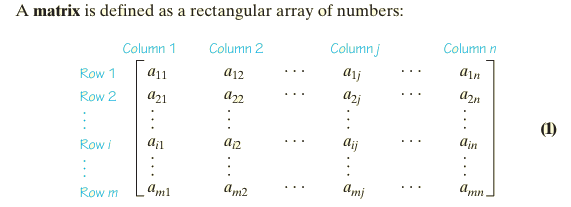 A matrix is defined as a rectangular array of numbers:
Column 1 Column 2 Column j Column n
Row 1 a11 a12 · · · a1j · · · a1n
Row 2 a21 a22 · · · a2j · · · a2n
⋮ ⋮ ⋮ ⋮ ⋮
(1)
Row i ai1 ai2 · · · aij · · · ain
⋮ ⋮ ⋮ ⋮ ⋮
Row m am1 am2 · · · amj · · · amn